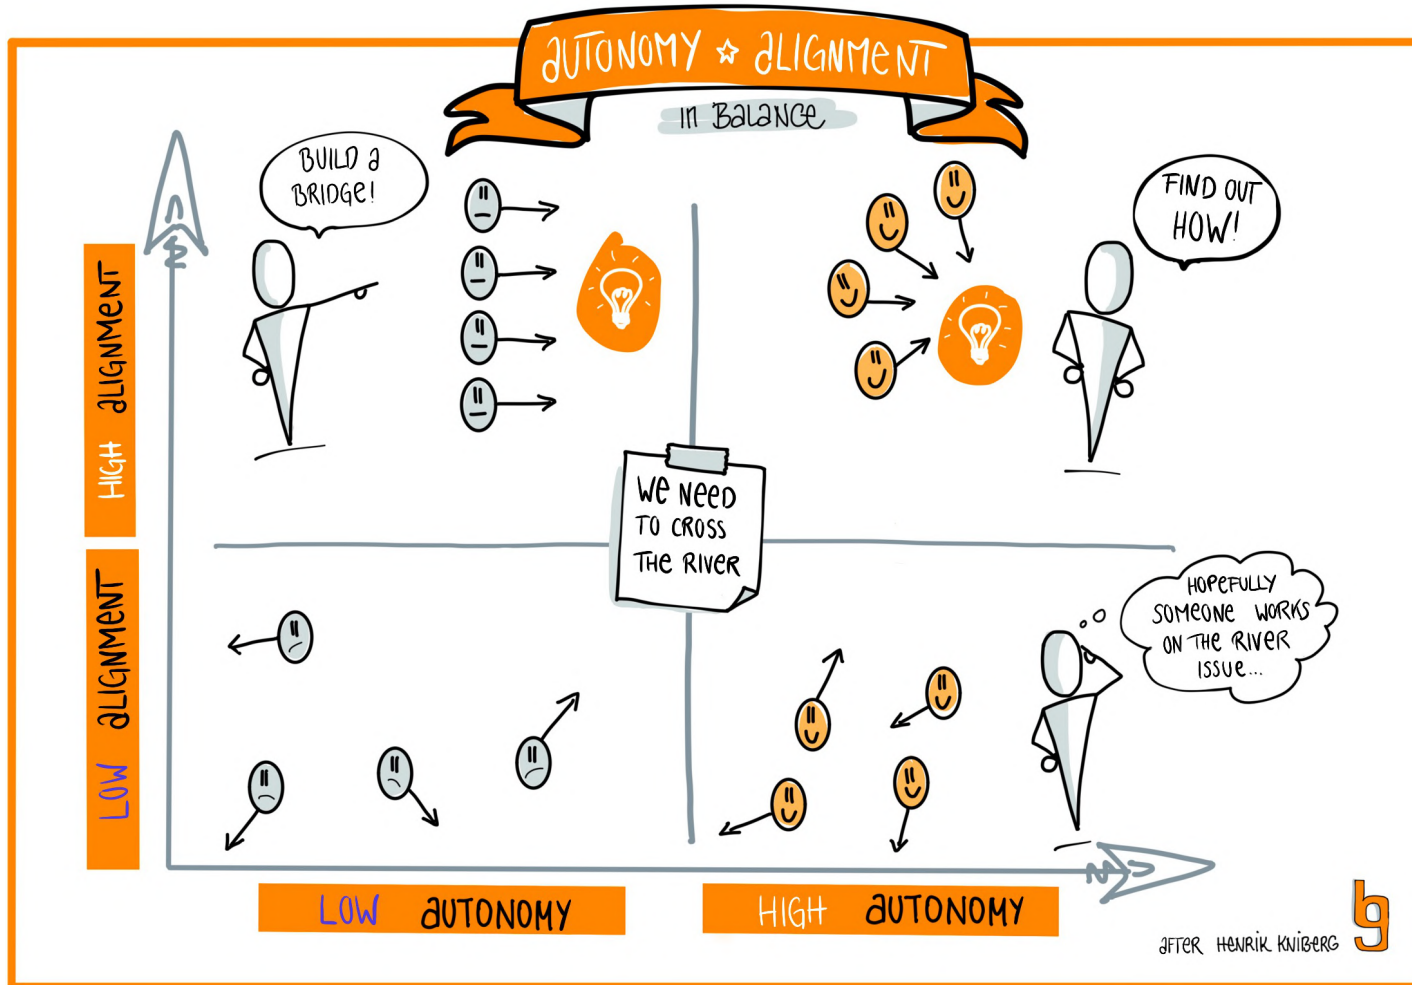 AUTONOMY ☆ ALIGNMENT
IN BALANCE
BUILD A
BRIDGE!
FIND OUT
HOW!
HIGH ALIGNMENT
WE NEED
TO CROSS
THE RIVER
LOW ALIGNMENT
HOPEFULLY
SOMEONE WORKS
ON THE RIVER
ISSUE...
LOW AUTONOMY
HIGH AUTONOMY
AFTER HENRIK KNIBERG
bg